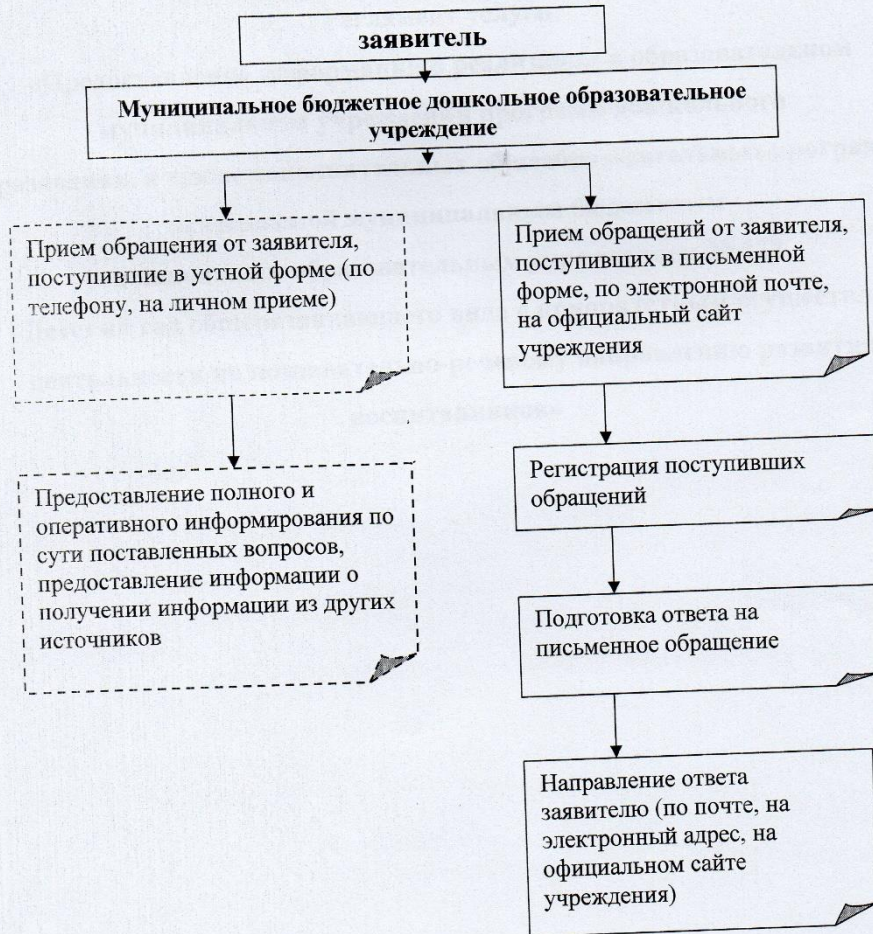 заявитель
Муниципальное бюджетное дошкольное образовательное
учреждение
Прием обращения от заявителя,
поступившие в устной форме (по
телефону, на личном приеме)
Предоставление полного и
оперативного информирования по
сути поставленных вопросов,
предоставление информации о
получении информации из других
источников
Прием обращений от заявителя,
поступивших в письменной
форме, по электронной почте,
на официальный сайт
учреждения
Регистрация поступивших
обращений
Подготовка ответа на
письменное обращение
Направление ответа
заявителю (по почте, на
электронный адрес, на
официальном сайте
учреждения)